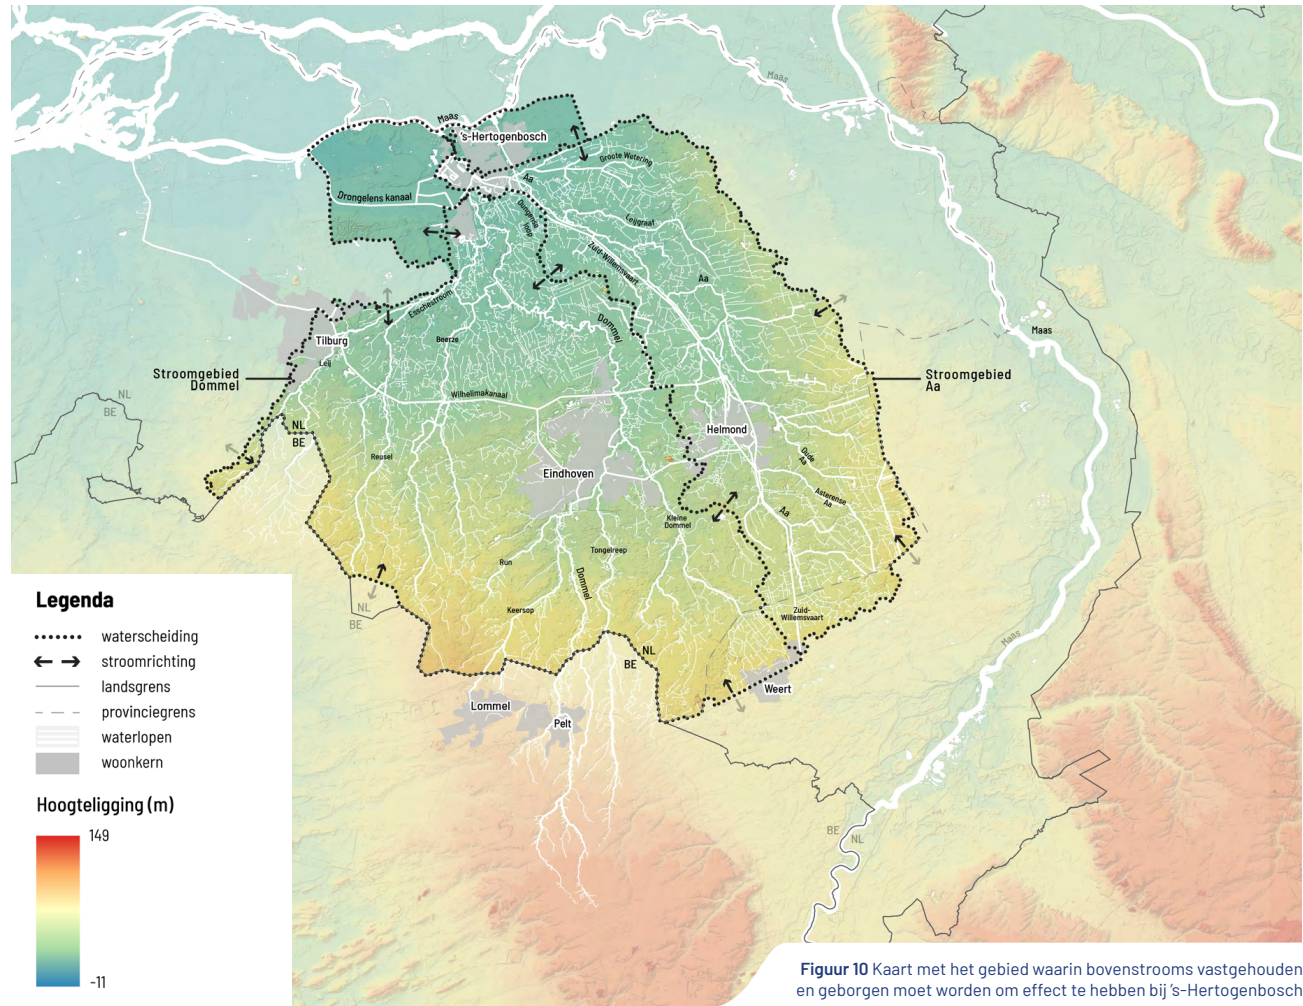 Maas
Maas
's-Hertogenbosch
Groote Wetering
Aa
Drongelens kanaal
Dungense
loop
Leijgraaf
Zuid-Willemsvaart
Aa
Esschestroom
Dommel
Maas
Beerze
Tilburg
Leij
Stroomgebied
Dommel
Stroomgebied
Aa
Wilhelminakanaal
NL
BE
NL
BE
Helmond
Reusel
Eindhoven
Oude
Aa
Asterense
Aa
Aa
Kleine
Dommel
Tongelreep
Run
Dommel
Keersop
Zuid-
Willemsvaart
NL
BE
NL
BE
Maas
Weert
Lommel
Pelt
BE
NL
Legenda
waterscheiding
stroomrichting
landsgrens
provinciegrens
waterlopen
woonkern
Hoogteligging (m)
149
-11
Figuur 10 Kaart met het gebied waarin bovenstrooms vastgehouden
en geborgen moet worden om effect te hebben bij 's-Hertogenbosch